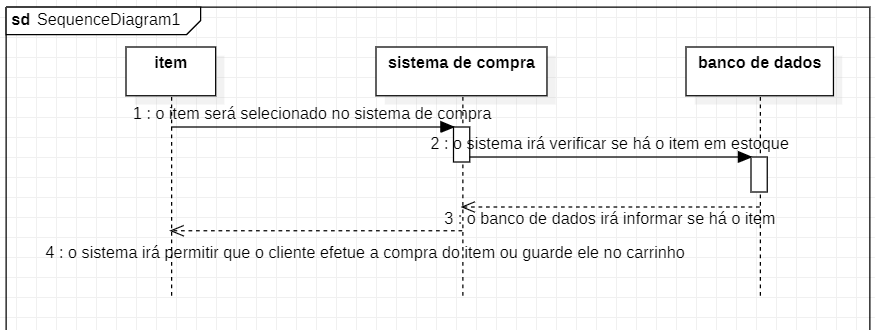 sd SequenceDiagram1
item
sistema de compra
banco de dados
1 : o item será selecionado no sistema de compra
2 : o sistema irá verificar se há o item em estoque
3 : o banco de dados irá informar se há o item
4 : o sistema irá permitir que o cliente efetue a compra do item ou guarde ele no carrinho